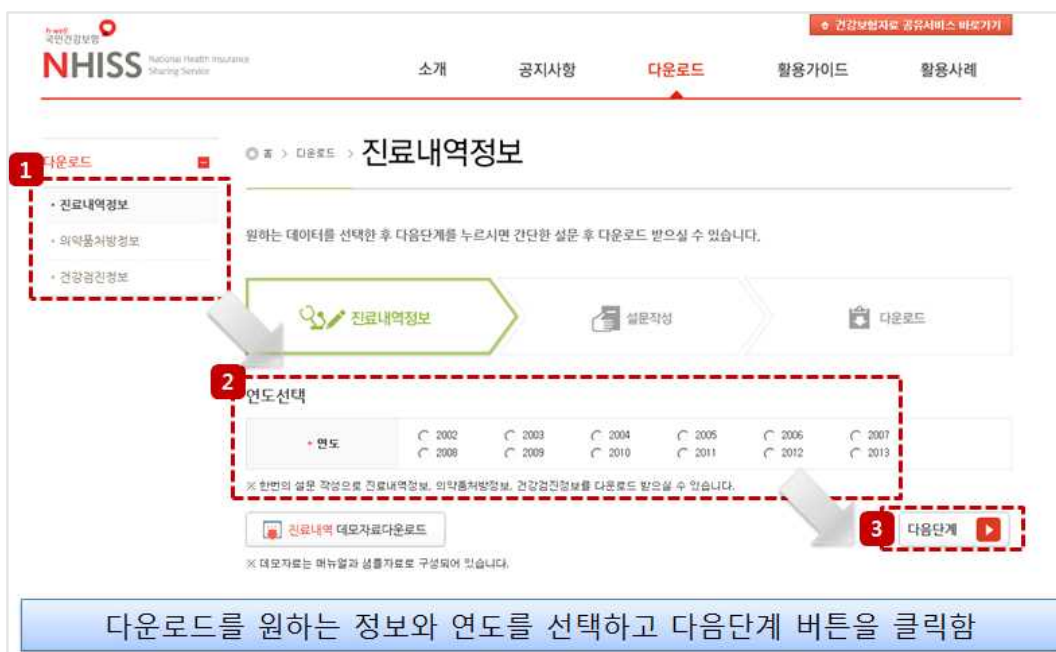 건강보험자료 공유서비스 바로가기
h-well
국민건강보험
NHISS National Health Insurance
Sharing Service
소개 공지사항 다운로드 활용가이드 활용사례
1 다운로드
홈 > 다운로드 > 진료내역정보
진료내역정보
의약품처방정보
건강검진정보
원하는 데이터를 선택한 후 다음단계를 누르시면 간단한 설문 후 다운로드 받으실 수 있습니다.
진료내역정보 설문작성 다운로드
2
연도선택
연도
2002 2003 2004 2005 2006 2007
2008 2009 2010 2011 2012 2013
※ 한번의 설문 작성으로 진료내역정보, 의약품처방정보, 건강검진정보를 다운로드 받으실 수 있습니다.
진료내역 데모자료다운로드
3 다음단계
※ 데모자료는 매뉴얼과 샘플자료로 구성되어 있습니다.
다운로드를 원하는 정보와 연도를 선택하고 다음단계 버튼을 클릭함